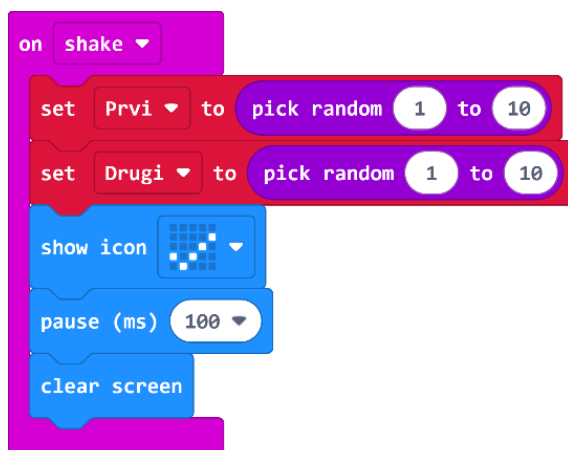 on shake
set Prvi to pick random 1 to 10
set Drugi to pick random 1 to 10
show icon
pause (ms) 100
clear screen